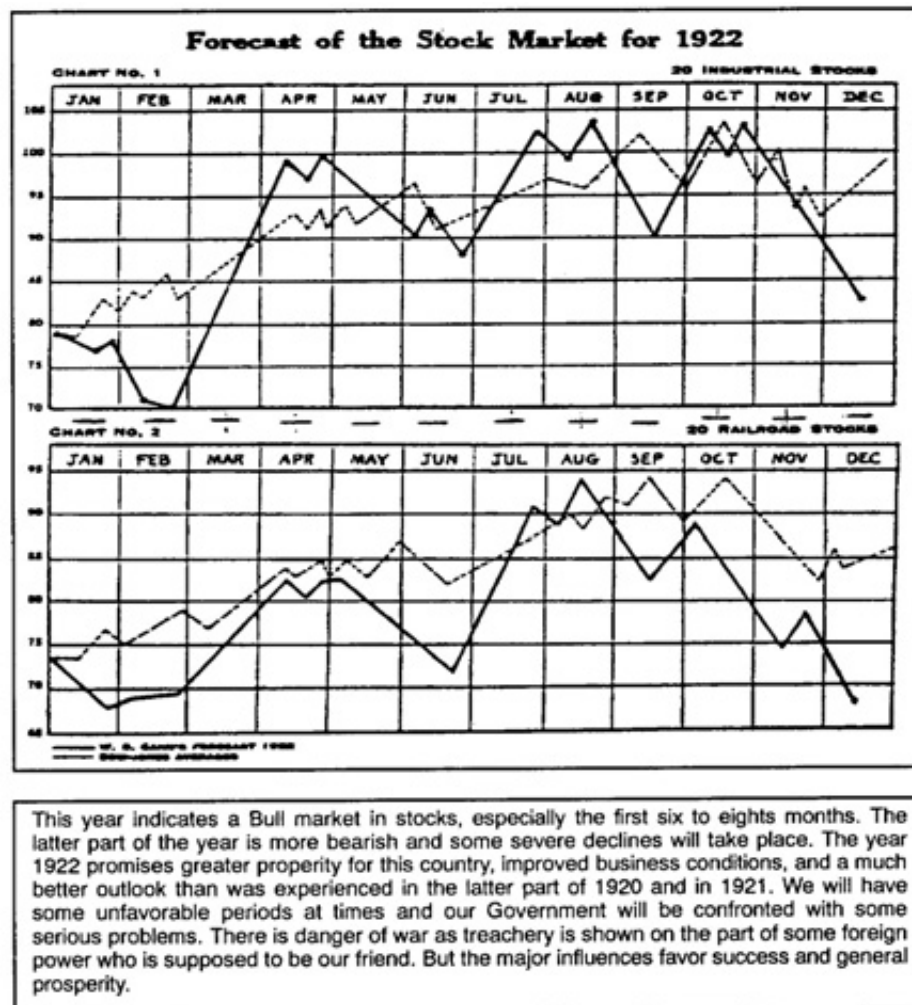 Forecast of the Stock Market for 1922
CHART NO. 1 20 INDUSTRIAL STOCKS
JAN FEB MAR APR MAY JUN JUL AUG SEP OCT NOV DEC
105
100
95
90
85
80
75
70
CHART NO. 2 20 RAILROAD STOCKS
JAN FEB MAR APR MAY JUN JUL AUG SEP OCT NOV DEC
95
90
85
80
75
70
65
W. D. GANN'S FORECAST 1922
DOW-JONES AVERAGES
This year indicates a Bull market in stocks, especially the first six to eights months. The
latter part of the year is more bearish and some severe declines will take place. The year
1922 promises greater properity for this country, improved business conditions, and a much
better outlook than was experienced in the latter part of 1920 and in 1921. We will have
some unfavorable periods at times and our Government will be confronted with some
serious problems. There is danger of war as treachery is shown on the part of some foreign
power who is supposed to be our friend. But the major influences favor success and general
prosperity.